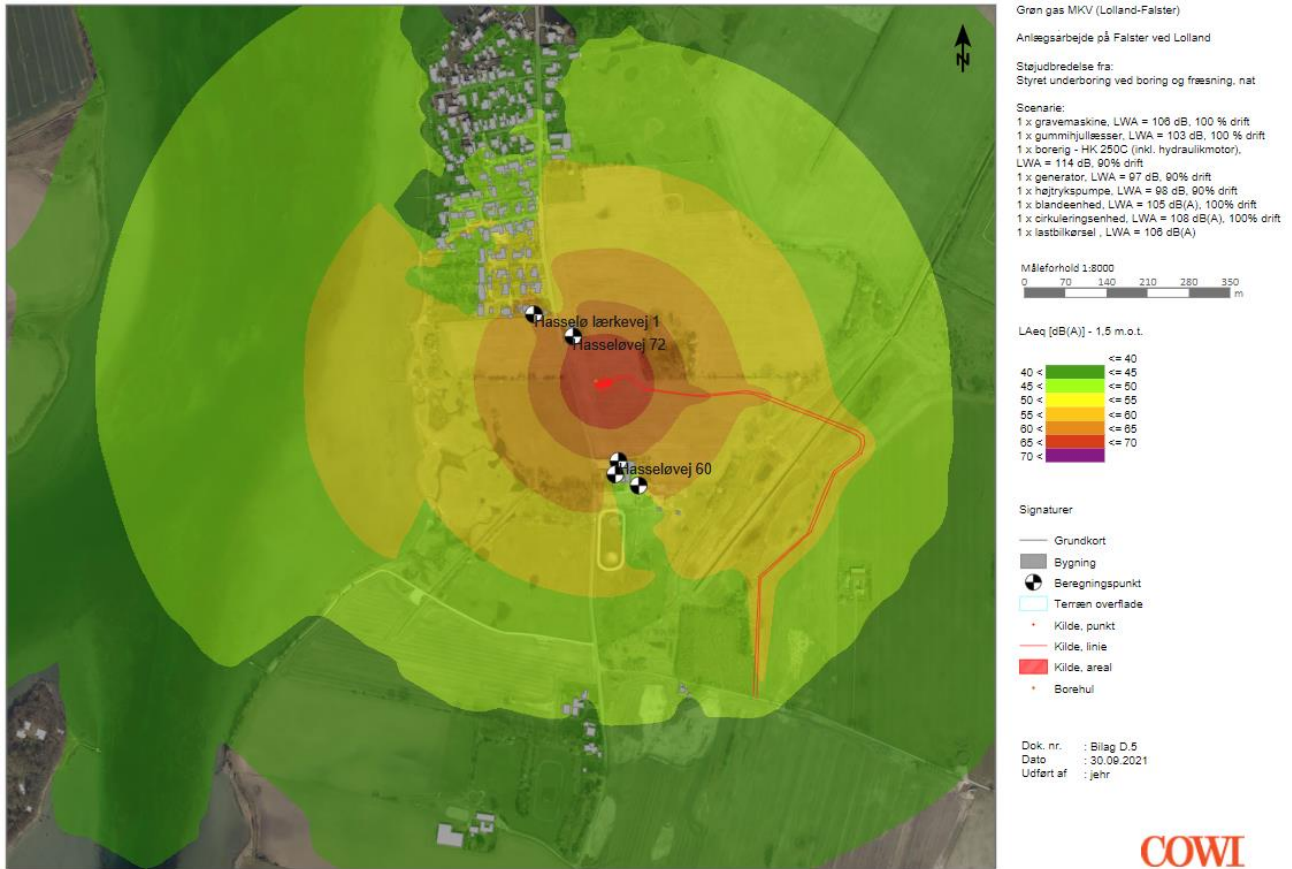 Grøn gas MKV (Lolland-Falster)
Anlægsarbejde på Falster ved Lolland
Støjudbredelse fra:
Styret underboring ved boring og fræsning, nat
Scenarie:
1 x gravemaskine, LWA = 106 dB, 100 % drift
1 x gummihjullæsser, LWA = 103 dB, 100 % drift
1 x borerig - HK 250C (inkl. hydraulikmotor),
LWA = 114 dB, 90% drift
1 x generator, LWA = 97 dB, 90% drift
1 x højtrykspumpe, LWA = 98 dB, 90% drift
1 x blandeenhed, LWA = 105 dB(A), 100% drift
1 x cirkuleringsenhed, LWA = 108 dB(A), 100% drift
1 x lastbilkørsel , LWA = 106 dB(A)
Måleforhold 1:8000
0 70 140 210 280 350
m
LAeq [dB(A)] - 1,5 m.o.t.
<= 40
40 < <= 45
45 < <= 50
50 < <= 55
55 < <= 60
60 < <= 65
65 < <= 70
70 <
Signaturer
Grundkort
Bygning
Beregningspunkt
Terræn overflade
Kilde, punkt
Kilde, linie
Kilde, areal
Borehul
Dok. nr. : Bilag D.5
Dato : 30.09.2021
Udført af : jehr
COWI
N
Hasselø lærkevej 1
Hasseløvej 72
Hasseløvej 60